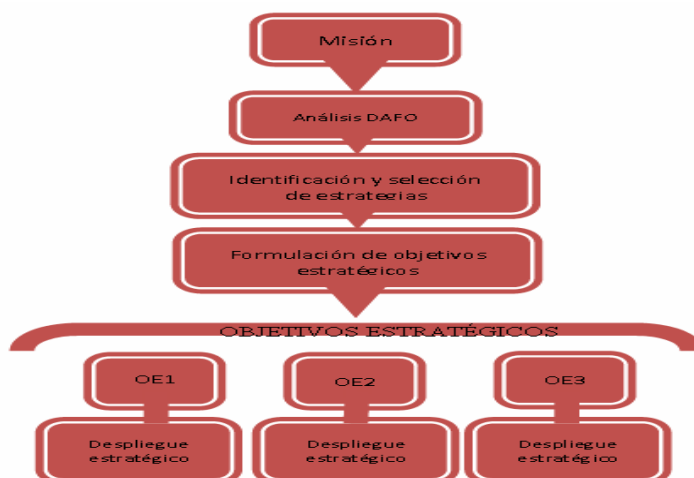 Misión
Análisis DAFO
Identificación y selección
de estrategias
Formulación de objetivos
estratégicos
OBJETIVOS ESTRATÉGICOS
OE1
OE2
OE3
Despliegue
estratégico
Despliegue
estratégico
Despliegue
estratégico